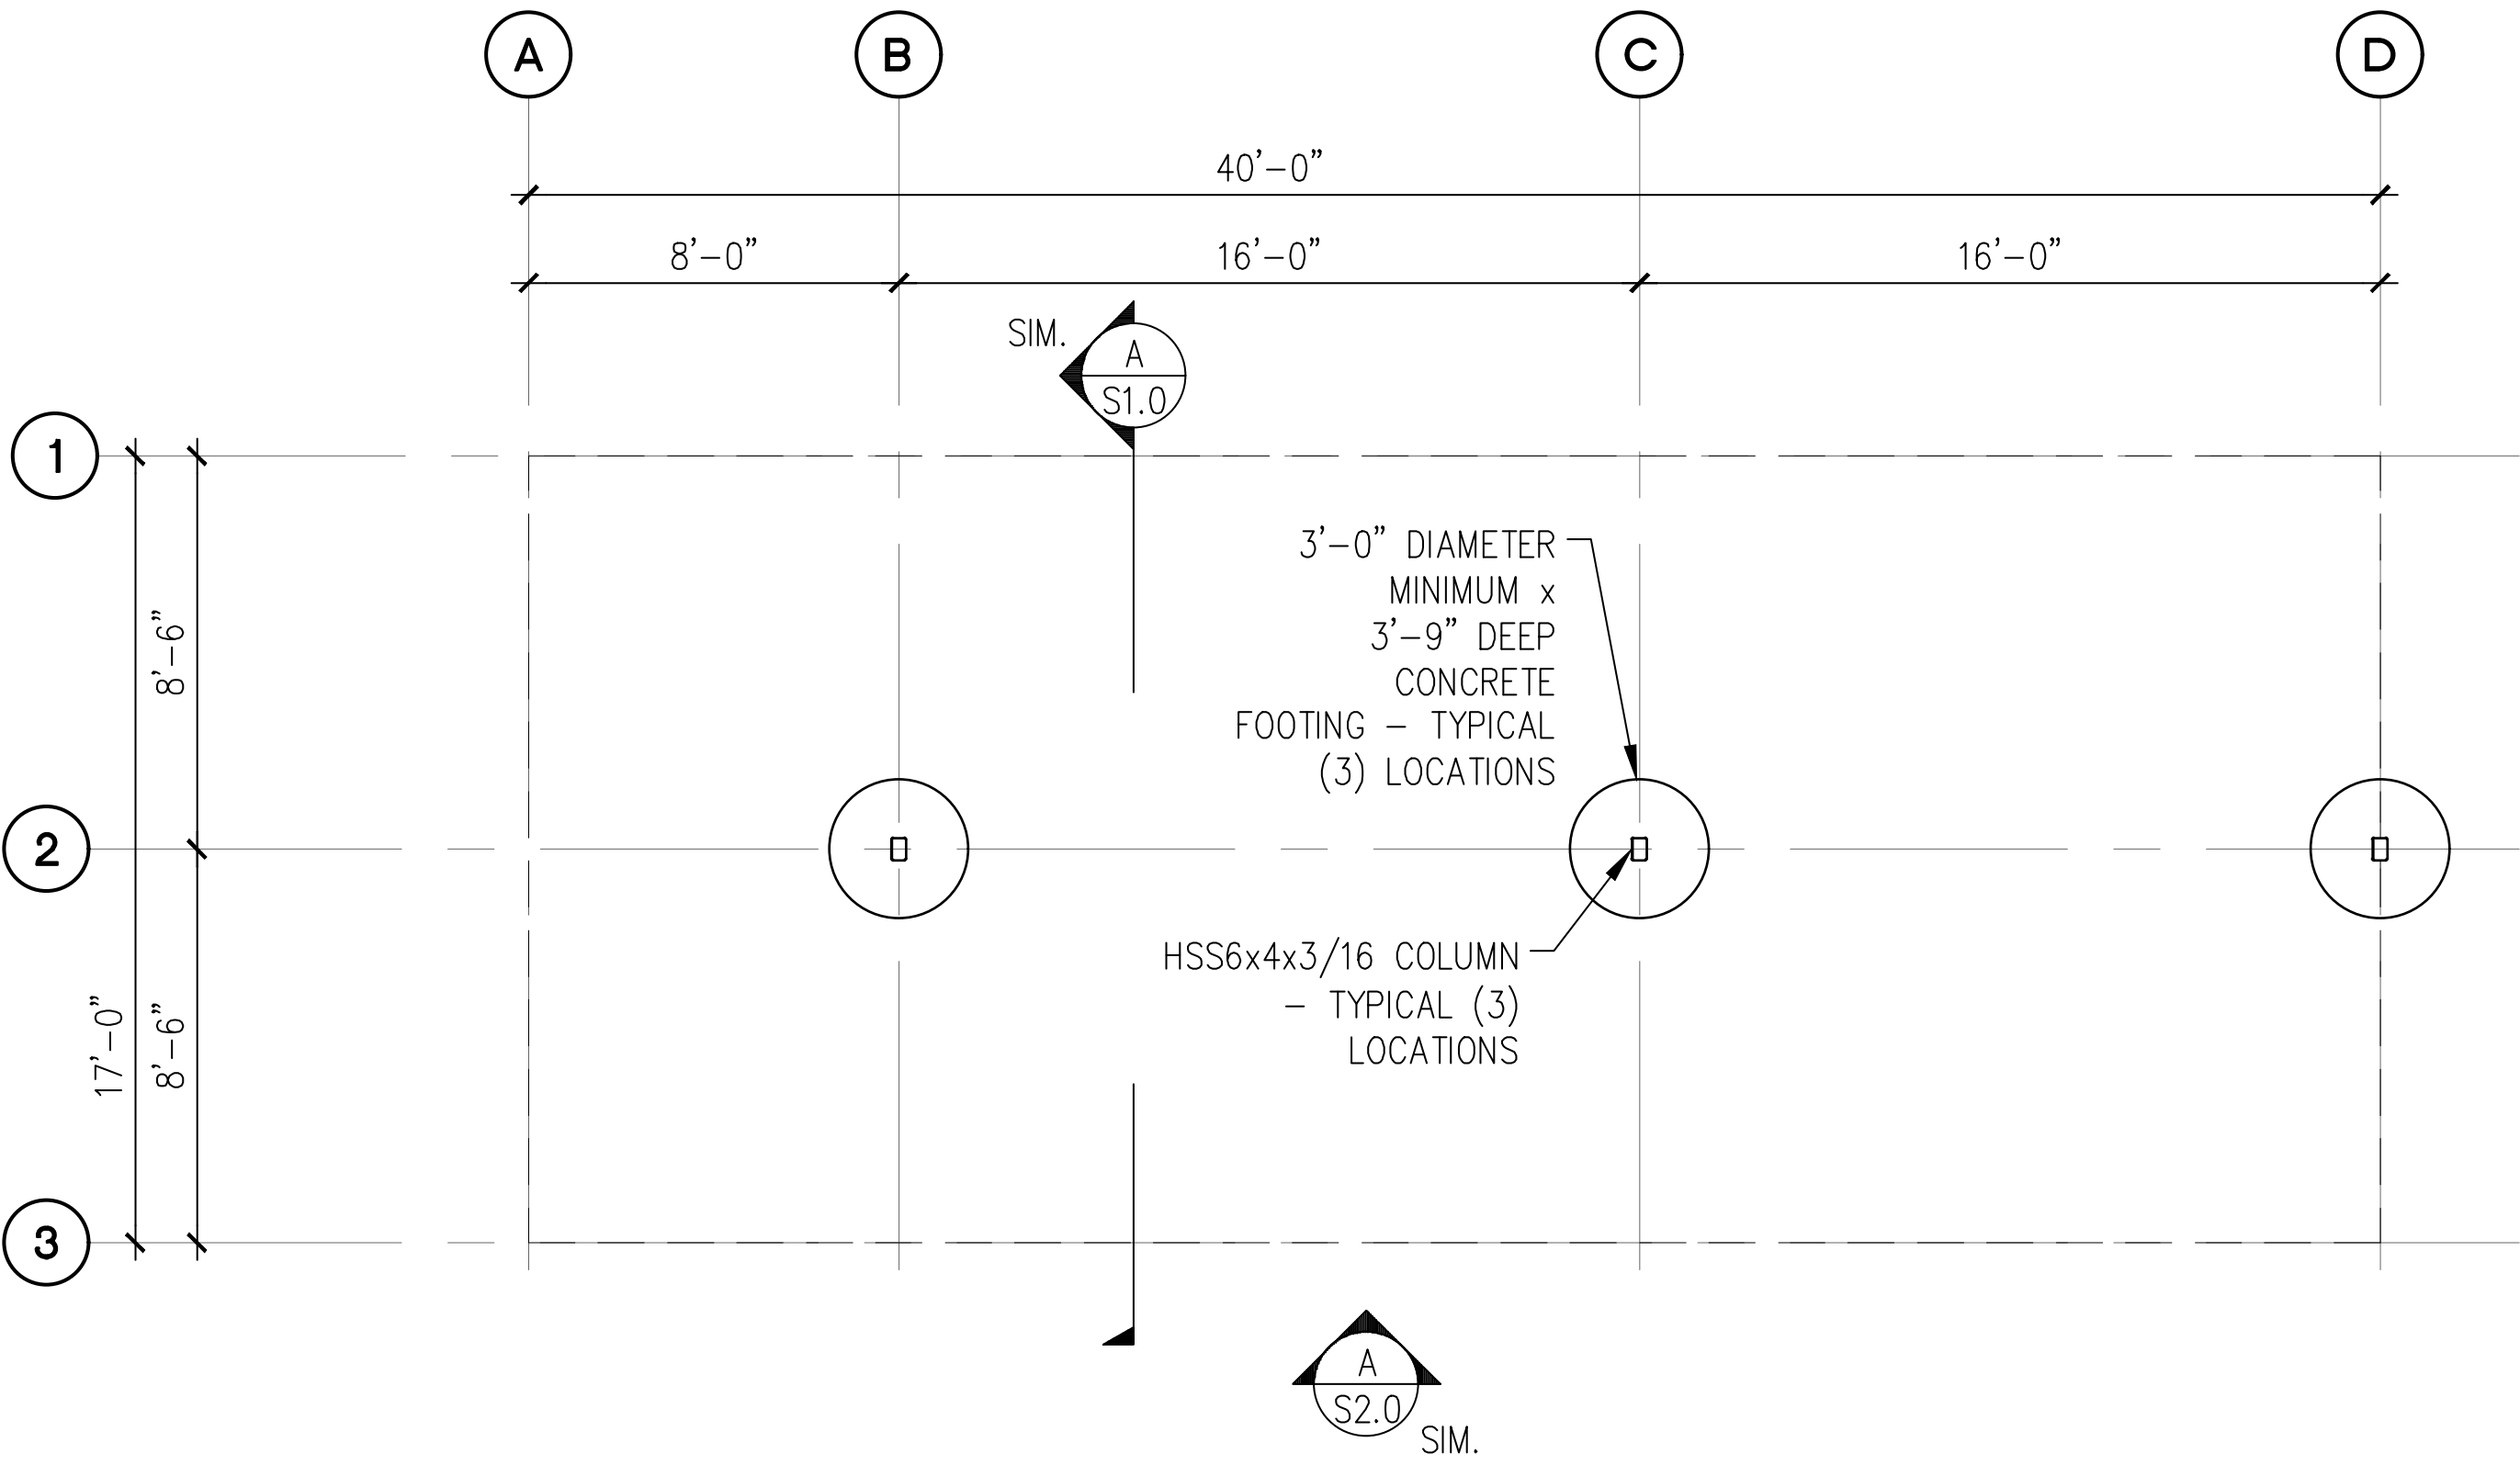 A
B
C
D
40'-0"
8'-0"
16'-0"
16'-0"
SIM.
A
S1.0
1
3'-0" DIAMETER
MINIMUM x
3'-9" DEEP
CONCRETE
FOOTING - TYPICAL
(3) LOCATIONS
8'-6"
2
HSS6x4x3/16 COLUMN
- TYPICAL (3)
LOCATIONS
17'-0"
8'-6"
3
A
S2.0
SIM.